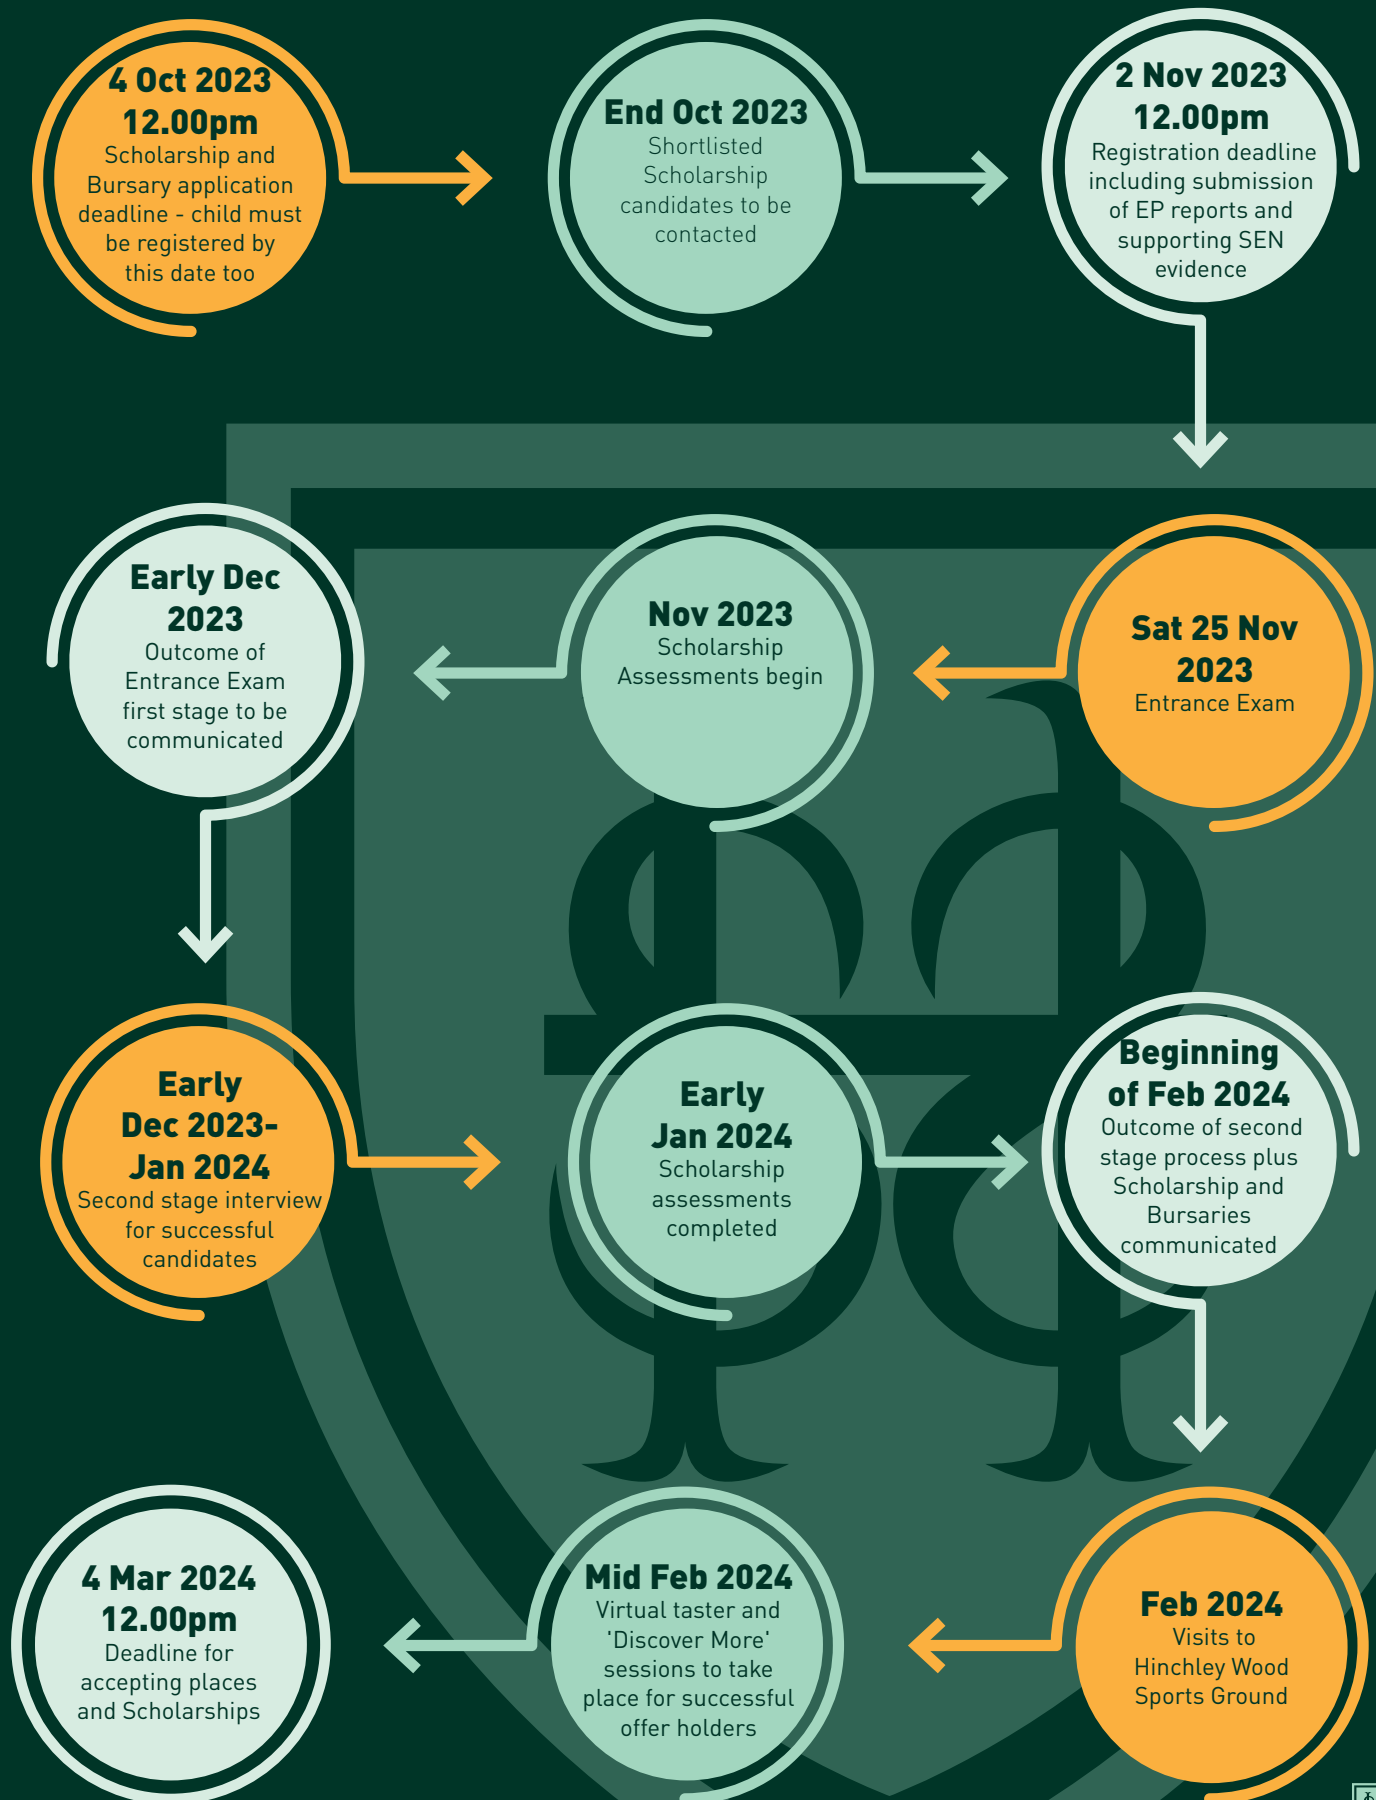 4 Oct 2023
12.00pm
Scholarship and
Bursary application
deadline - child must
be registered by
this date too
End Oct 2023
Shortlisted
Scholarship
candidates to be
contacted
2 Nov 2023
12.00pm
Registration deadline
including submission
of EP reports and
supporting SEN
evidence
Sat 25 Nov
2023
Entrance Exam
Nov 2023
Scholarship
Assessments begin
Early Dec
2023
Outcome of
Entrance Exam
first stage to be
communicated
Early
Dec 2023-
Jan 2024
Second stage interview
for successful
candidates
Early
Jan 2024
Scholarship
assessments
completed
Beginning
of Feb 2024
Outcome of second
stage process plus
Scholarship and
Bursaries
communicated
Feb 2024
Visits to
Hinchley Wood
Sports Ground
Mid Feb 2024
Virtual taster and
'Discover More'
sessions to take
place for successful
offer holders
4 Mar 2024
12.00pm
Deadline for
accepting places
and Scholarships